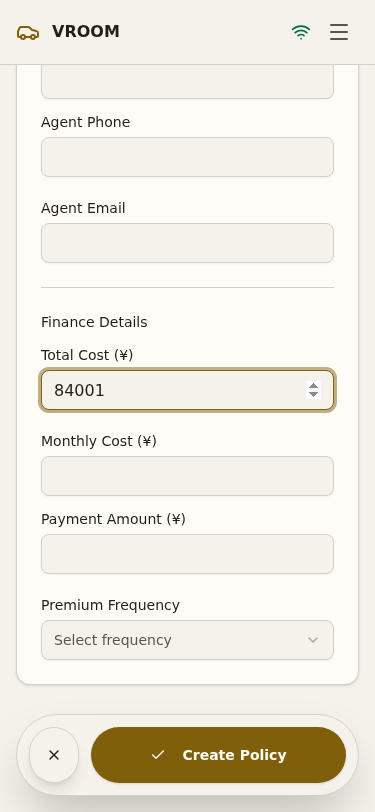 VROOM
Agent Phone
Agent Email
Finance Details
Total Cost (¥)
84001
Monthly Cost (¥)
Payment Amount (¥)
Premium Frequency
Select frequency
Create Policy